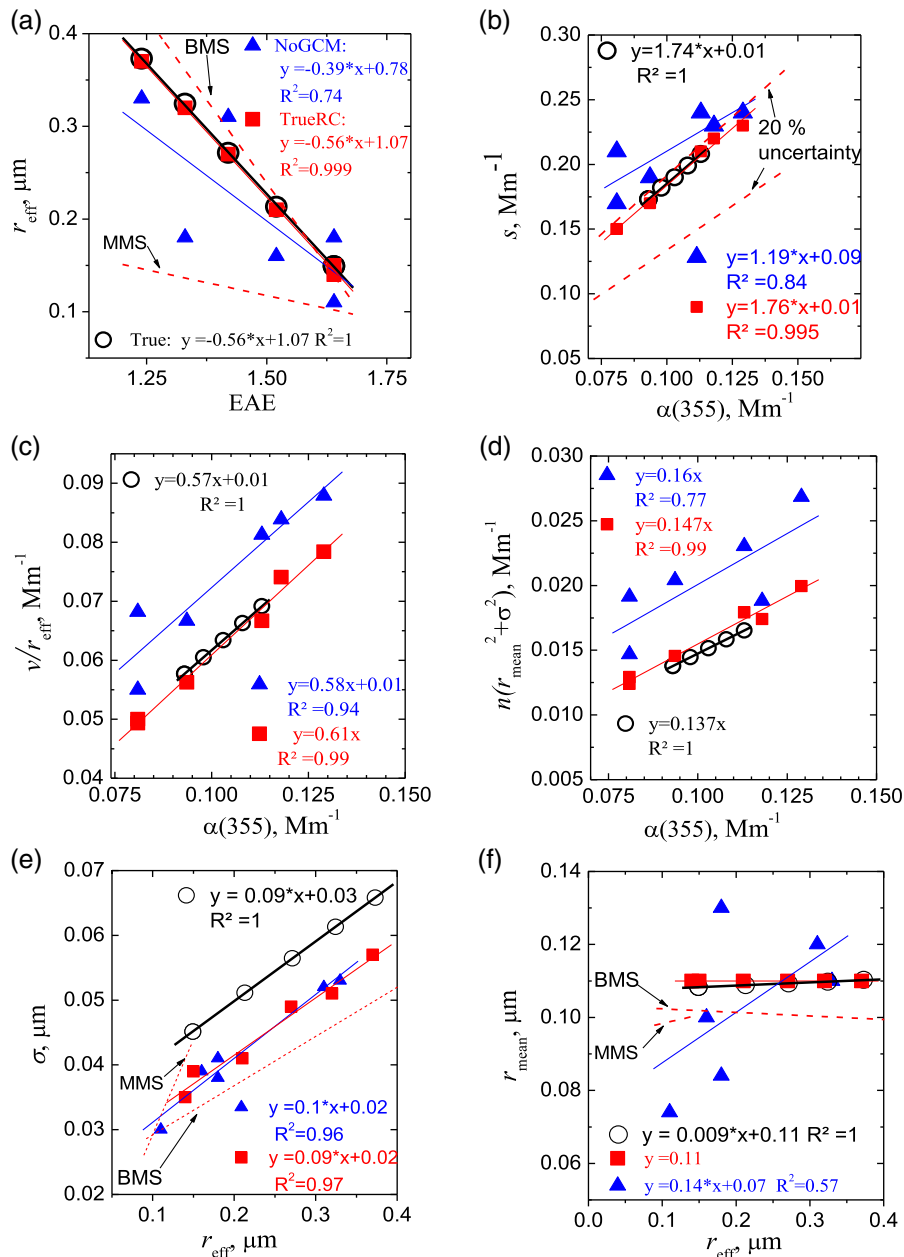 (a)
0.4
0.3
0.2
0.1
r_eff, μm
BMS
NoGCM:
y =-0.39*x+0.78
R²=0.74
TrueRC:
y =-0.56*x+1.07
R²=0.999
MMS
True: y =-0.56*x+1.07 R²=1
1.25 1.50 1.75
EAE
(b)
0.25
0.20
0.15
0.10
0.05
s, Mm⁻¹
y=1.74*x+0.01
R² =1
20 %
uncertainty
y=1.19*x+0.09
R² =0.84
y=1.76*x+0.01
R² =0.995
0.075 0.100 0.125 0.150
α(355), Mm⁻¹
(c)
0.09
0.08
0.07
0.06
0.05
0.04
v/r_eff, Mm⁻¹
y=0.57x+0.01
R² =1
y=0.58x+0.01
R² =0.94
y=0.61x
R² =0.99
0.075 0.100 0.125 0.150
α(355), Mm⁻¹
(d)
0.030
0.025
0.020
0.015
0.010
0.005
n(r_mean²+σ²), Mm⁻¹
y=0.16x
R² =0.77
y=0.147x
R² =0.99
y=0.137x
R² =1
0.075 0.100 0.125 0.150
α(355), Mm⁻¹
(e)
0.07
0.06
0.05
0.04
0.03
0.02
σ, μm
y = 0.09*x+0.03
R² =1
MMS
BMS
y =0.1*x+0.02
R²=0.96
y =0.09*x+0.02
R²=0.97
0.1 0.2 0.3 0.4
r_eff, μm
(f)
0.14
0.12
0.10
0.08
0.06
r_mean, μm
BMS
MMS
y = 0.009*x+0.11 R² =1
y =0.11
y=0.14*x+0.07 R²=0.57
0.0 0.1 0.2 0.3 0.4
r_eff, μm